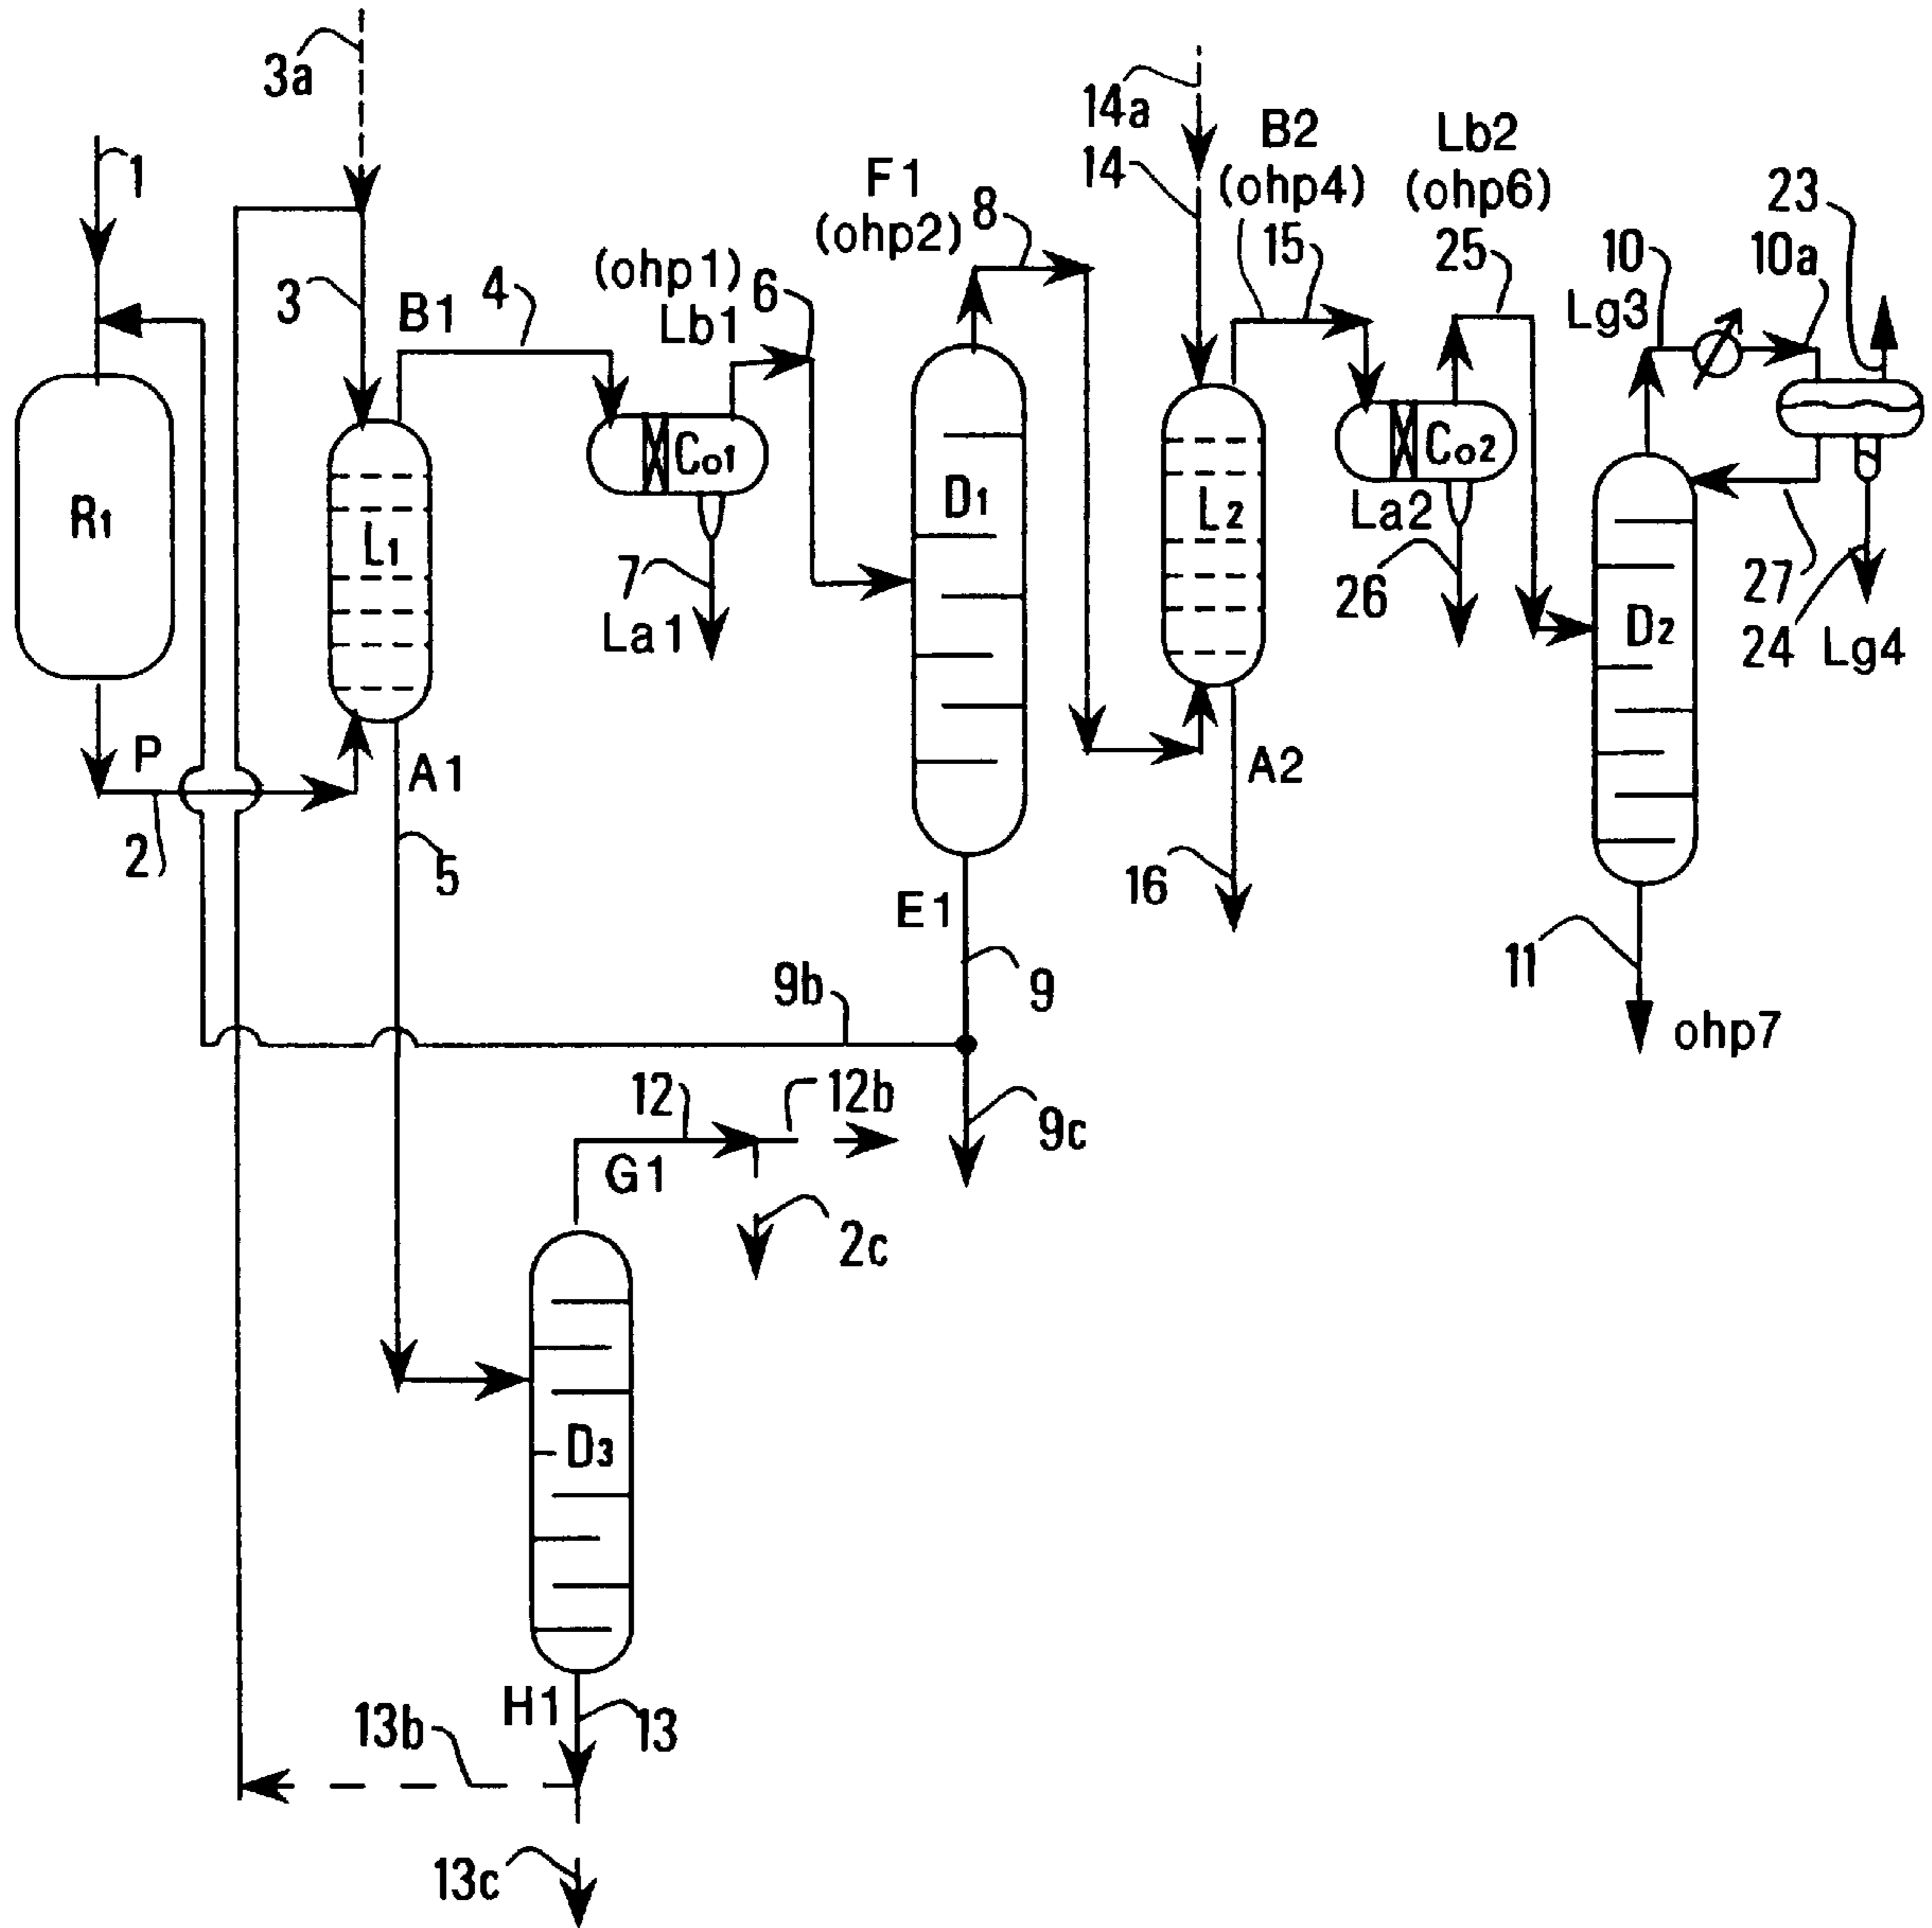 3a
1
14a
14
B2
(ohp4)
15
Lb2
(ohp6)
25
23
10
10a
F1
(ohp2)
8
(ohp1)
Lb1
6
3
B1
4
Lg3
R1
L1
Co1
D1
L2
Co2
La2
7
La1
26
D2
27
24
Lg4
P
2
A1
5
A2
16
E1
9
9b
11
ohp7
12
12b
9c
G1
2c
D3
H1
13
13b
13c